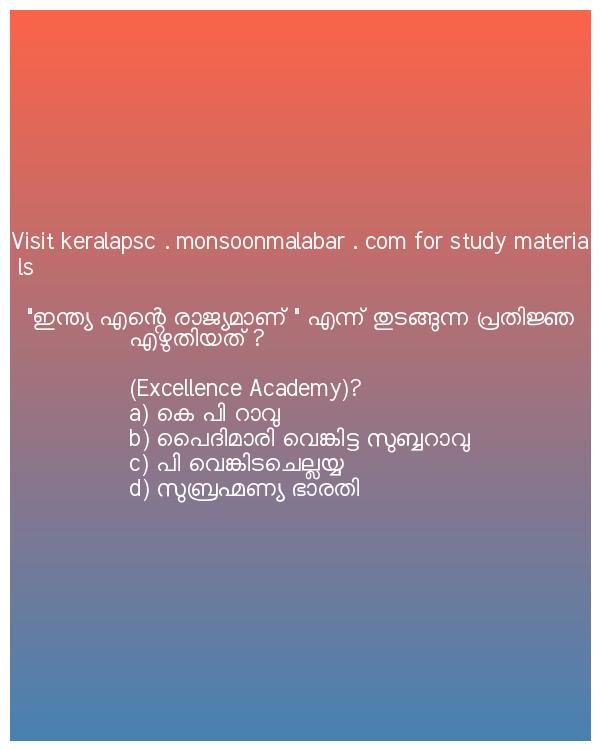 Visit keralapsc . monsoonmalabar . com for study materia
ls
"ഇന്ത്യ എന്റെ രാജ്യമാണ് " എന്ന് തുടങ്ങുന്ന പ്രതിജ്ഞ
എഴുതിയത് ?
(Excellence Academy)?
a) കെ പി റാവു
b) പൈദിമാരി വെങ്കിട്ട സുബ്ബറാവു
c) പി വെങ്കിടചെല്ലയ്യ
d) സുബ്രഹ്മണ്യ ഭാരതി